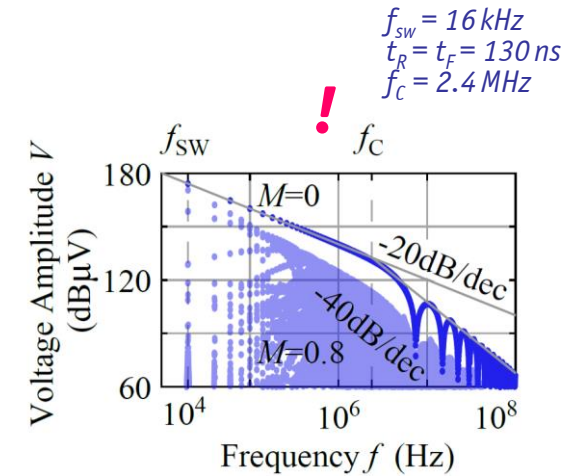 f_sw = 16 kHz
t_R = t_F = 130 ns
f_C = 2.4 MHz
!
f_SW
f_C
Voltage Amplitude V
(dBµV)
180
120
60
M=0
-20dB/dec
-40dB/dec
M=0.8
10^4
10^6
10^8
Frequency f (Hz)